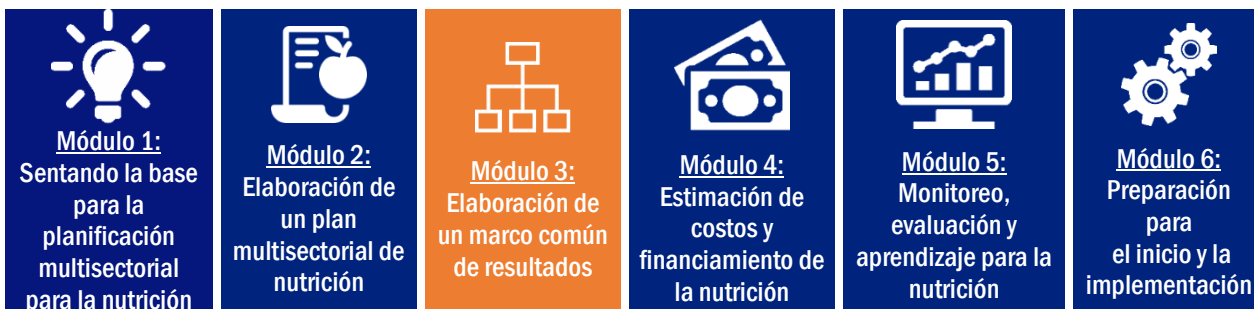 Módulo 1:
Sentando la base
para la
planificación
multisectorial
para la nutrición
Módulo 2:
Elaboración de
un plan
multisectorial de
nutrición
Módulo 3:
Elaboración de
un marco común
de resultados
Módulo 4:
Estimación de
costos y
financiamiento de
la nutrición
Módulo 5:
Monitoreo,
evaluación y
aprendizaje para la
nutrición
Módulo 6:
Preparación
para
el inicio y la
implementación